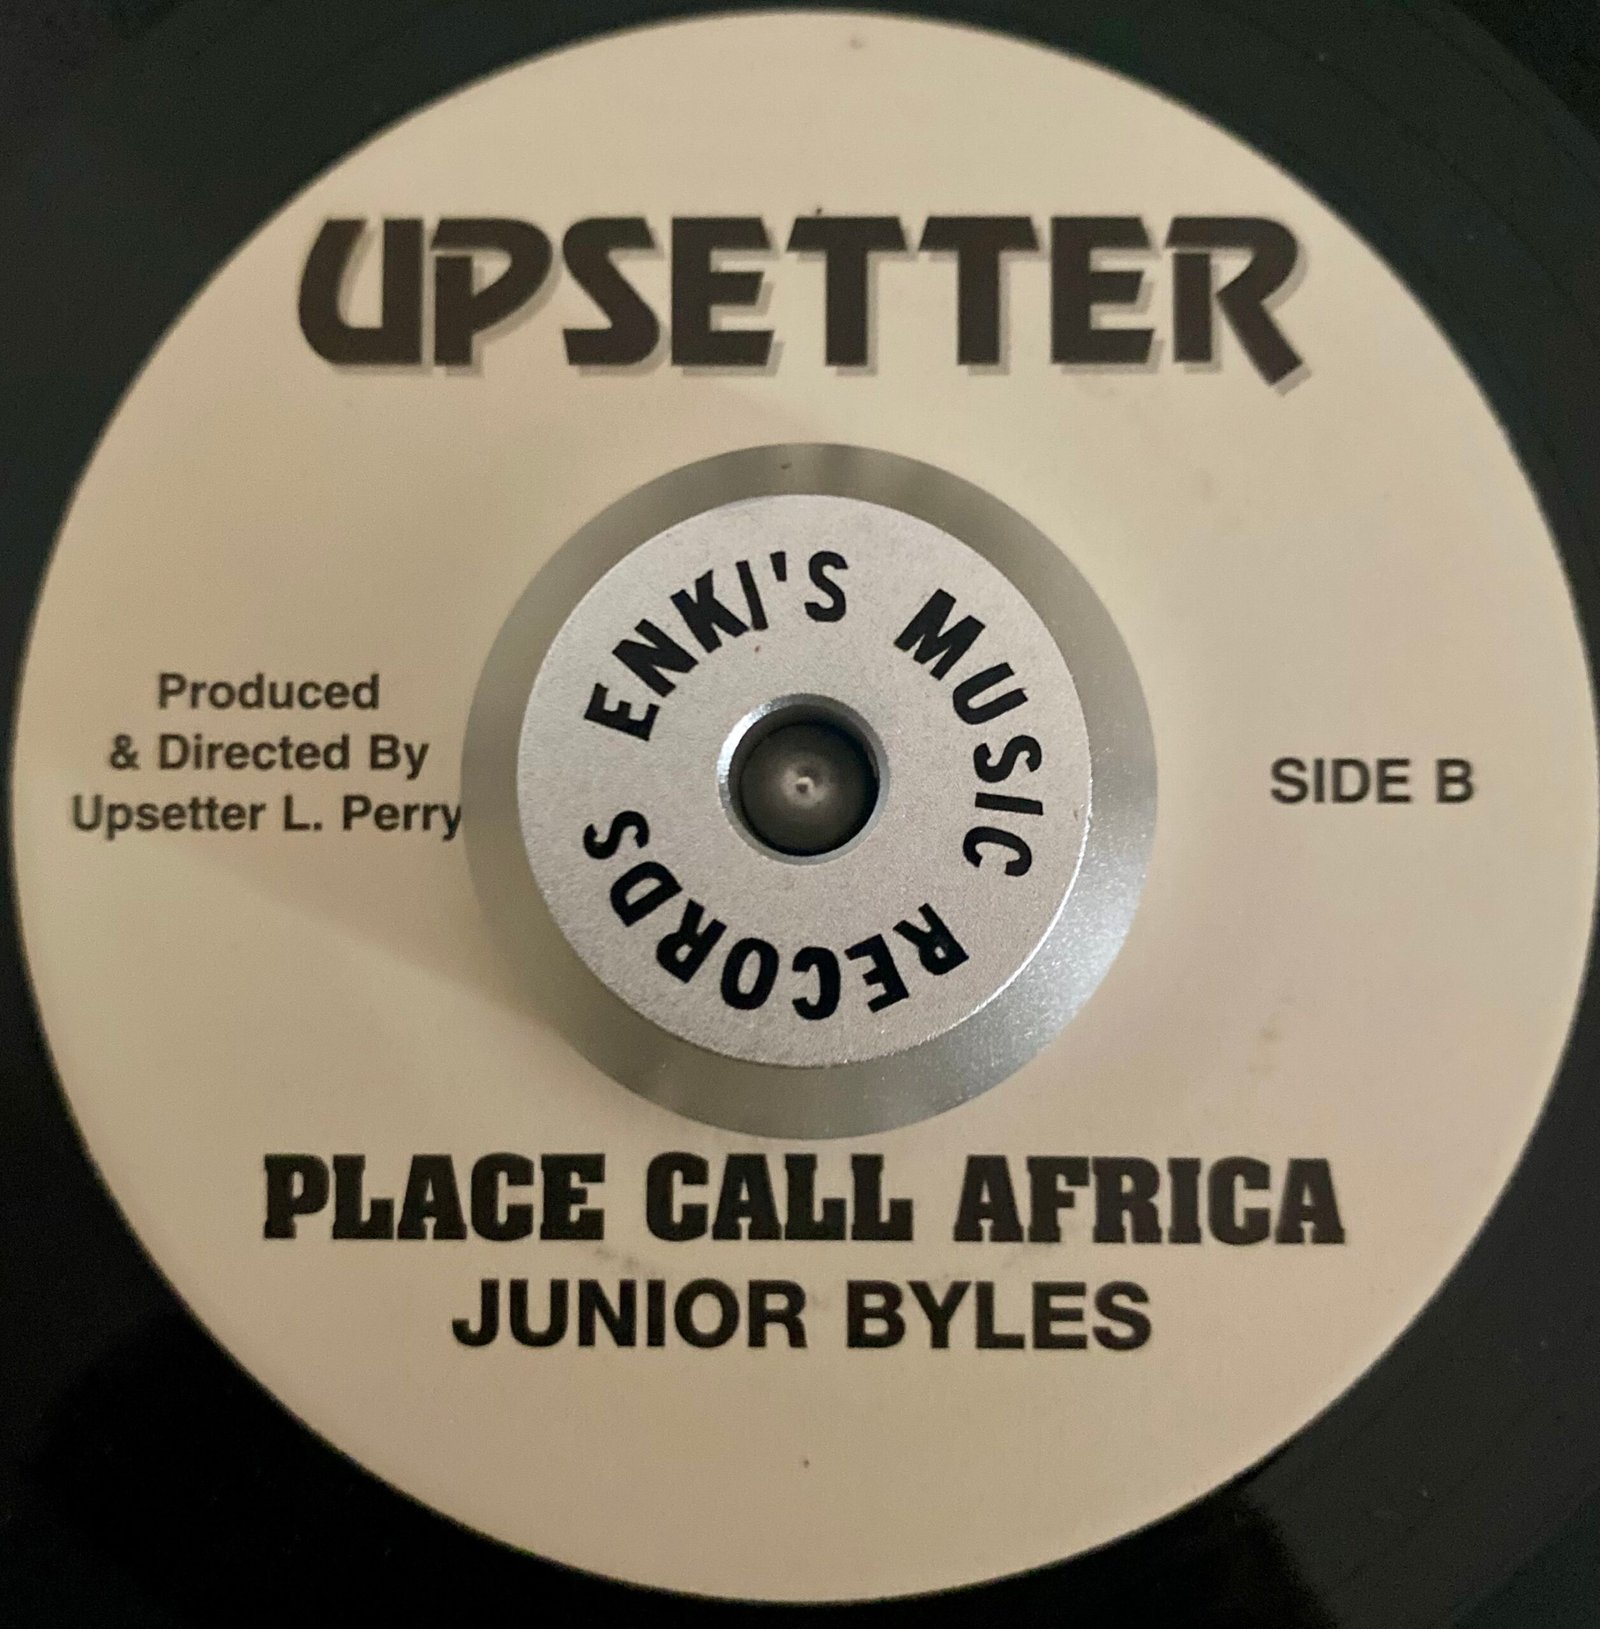 UPSETTER
Produced
& Directed By
Upsetter L. Perry
ENKI'S MUSIC RECORDS
SIDE B
PLACE CALL AFRICA
JUNIOR BYLES